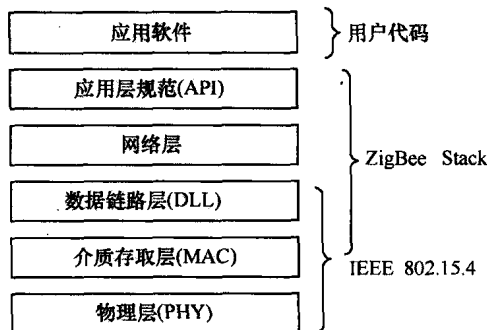 应用软件
用户代码
应用层规范(API)
网络层
ZigBee Stack
数据链路层(DLL)
介质存取层(MAC)
IEEE 802.15.4
物理层(PHY)